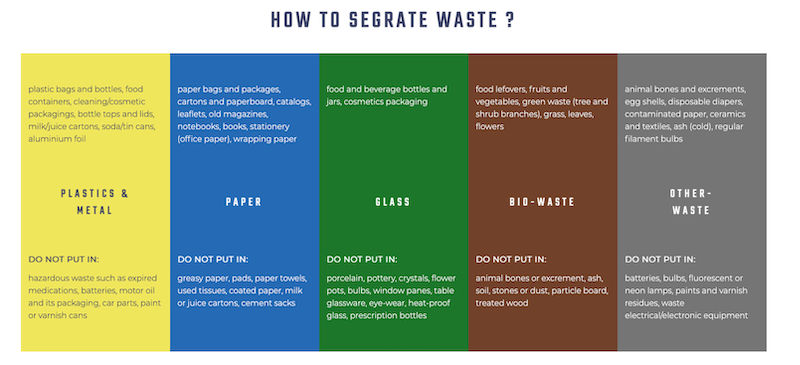 HOW TO SEGRATE WASTE ?
plastic bags and bottles, food
containers, cleaning/cosmetic
packagings, bottle tops and lids,
milk/juice cartons, soda/tin cans,
aluminium foil
PLASTICS &
METAL
DO NOT PUT IN:
hazardous waste such as expired
medications, batteries, motor oil
and its packaging, car parts, paint
or varnish cans
paper bags and packages,
cartons and paperboard, catalogs,
leaflets, old magazines,
notebooks, books, stationery
(office paper), wrapping paper
PAPER
DO NOT PUT IN:
greasy paper, pads, paper towels,
used tissues, coated paper, milk
or juice cartons, cement sacks
food and beverage bottles and
jars, cosmetics packaging
GLASS
DO NOT PUT IN:
porcelain, pottery, crystals, flower
pots, bulbs, window panes, table
glassware, eye-wear, heat-proof
glass, prescription bottles
food lefovers, fruits and
vegetables, green waste (tree and
shrub branches), grass, leaves,
flowers
BIO-WASTE
DO NOT PUT IN:
animal bones or excrement, ash,
soil, stones or dust, particle board,
treated wood
animal bones and excrements,
egg shells, disposable diapers,
contaminated paper, ceramics
and textiles, ash (cold), regular
filament bulbs
OTHER-
WASTE
DO NOT PUT IN:
batteries, bulbs, fluorescent or
neon lamps, paints and varnish
residues, waste
electrical/electronic equipment